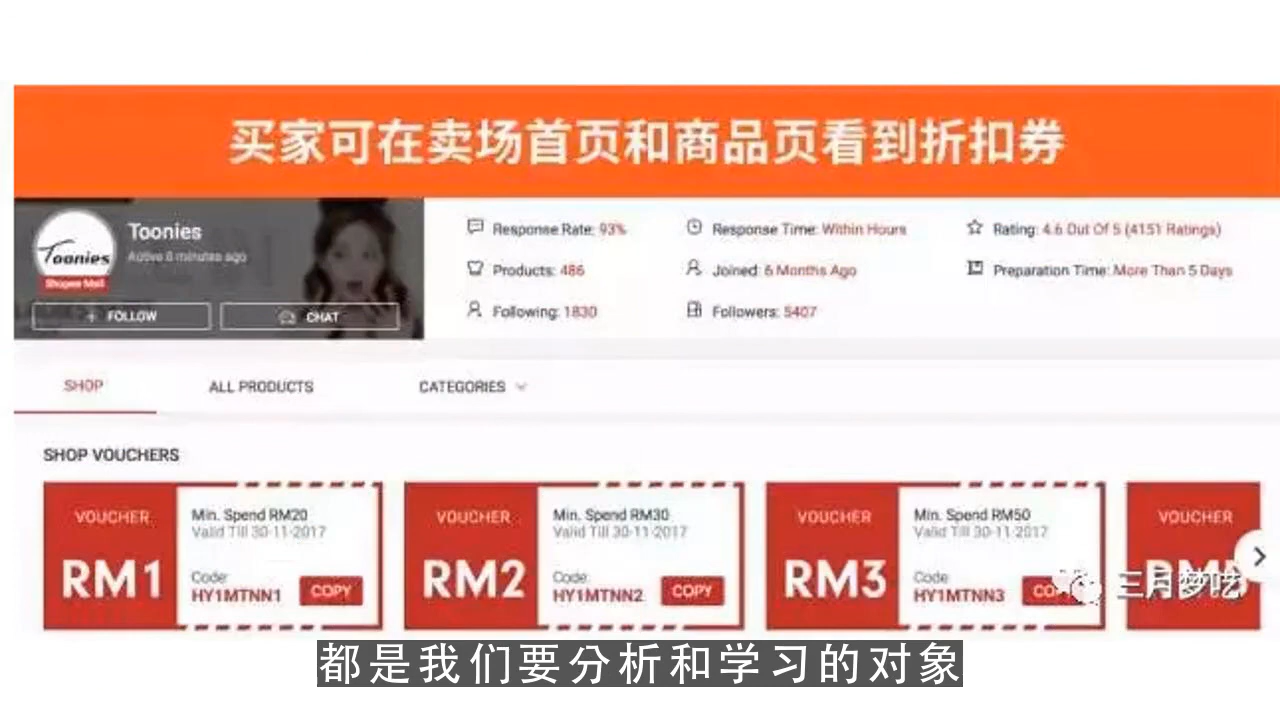 买家可在卖场首页和商品页看到折扣券
Toonies
Toonies
Active 8 minutes ago
Shopee Mall
+ FOLLOW
CHAT
Response Rate: 93%
Response Time: Within Hours
Rating: 4.6 Out Of 5 (4151 Ratings)
Products: 486
Joined: 6 Months Ago
Preparation Time: More Than 5 Days
Following: 1830
Followers: 5407
SHOP
ALL PRODUCTS
CATEGORIES
SHOP VOUCHERS
VOUCHER
RM1
Min. Spend RM20
Valid Till 30-11-2017
Code:
HY1MTNN1
COPY
VOUCHER
RM2
Min. Spend RM30
Valid Till 30-11-2017
Code:
HY1MTNN2
COPY
VOUCHER
RM3
Min. Spend RM50
Valid Till 30-11-2017
Code:
HY1MTNN3
VOUCHER
三月梦呓
都是我们要分析和学习的对象